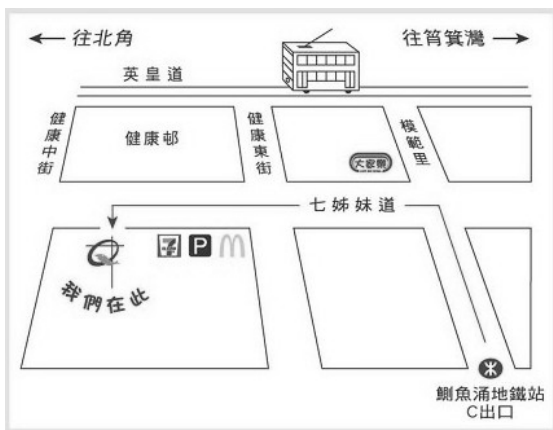 往北角
往筲箕灣
英皇道
健康中街
健康邨
健康東街
大家樂
模範里
七姊妹道
7
P
M
我們在此
鰂魚涌地鐵站
C出口